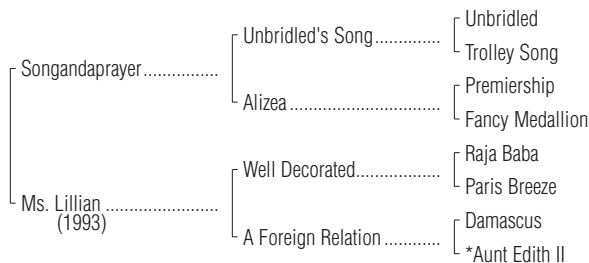 Unbridled
Unbridled's Song..............
Trolley Song
Songandaprayer................
Premiership
Alizea................................
Fancy Medallion
Raja Baba
Well Decorated..................
Paris Breeze
Ms. Lillian........................
(1993)
Damascus
A Foreign Relation............
*Aunt Edith II